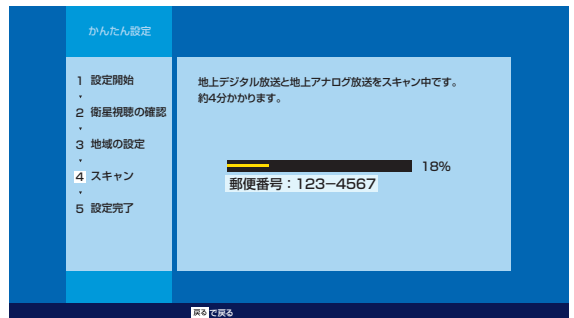 かんたん設定
1 設定開始
2 衛星視聴の確認
3 地域の設定
4 スキャン
5 設定完了
地上デジタル放送と地上アナログ放送をスキャン中です。
約4分かかります。
18%
郵便番号：123−4567
戻る で戻る